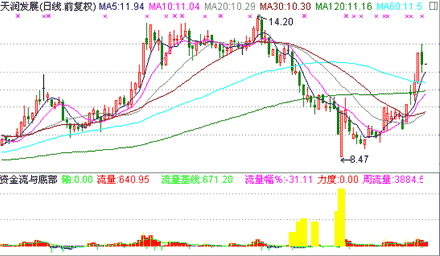 天润发展(日线.前复权) MA5:11.94 MA10:11.04 MA20:10.29 MA30:10.30 MA120:11.16 MA60:11.5
14.20
8.47
资金流与底部 轴:0.00 流量:640.95 流量基线:671.20 流量幅%:-31.11 力度:0.00 周流量:3884.5